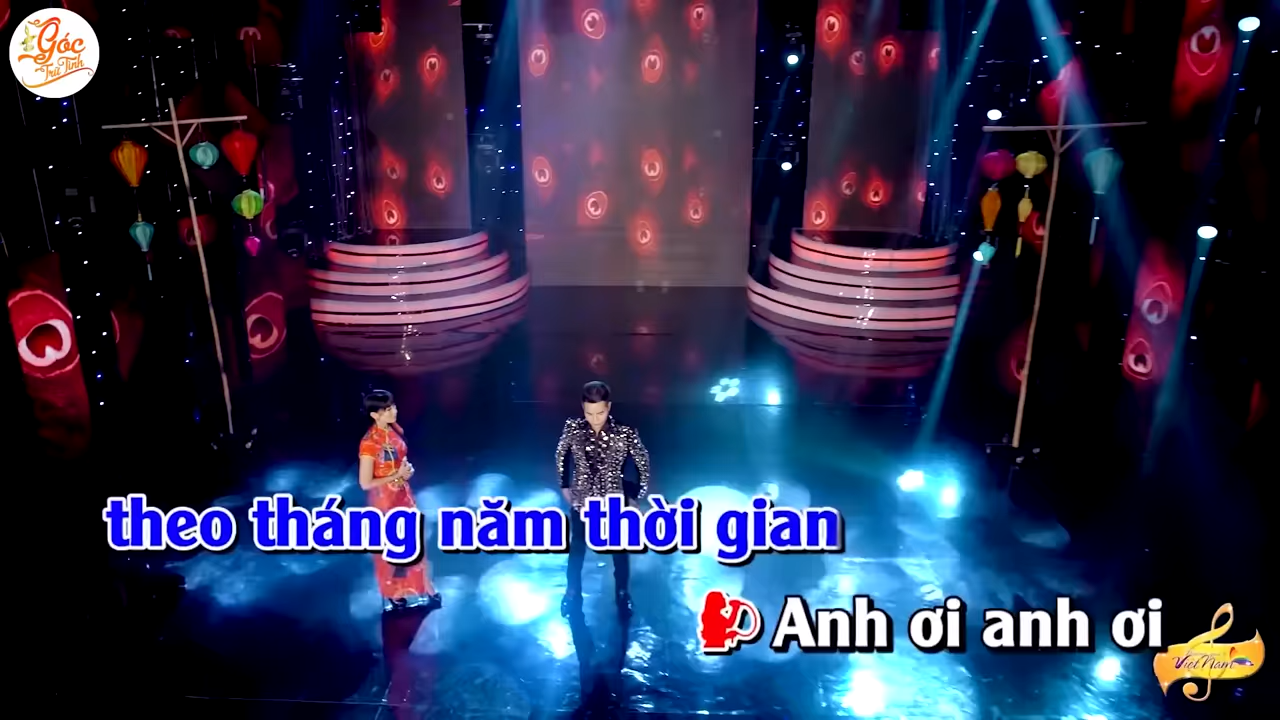 Góc
Trữ Tình
theo tháng năm thời gian
Anh ơi anh ơi
Việt Nam